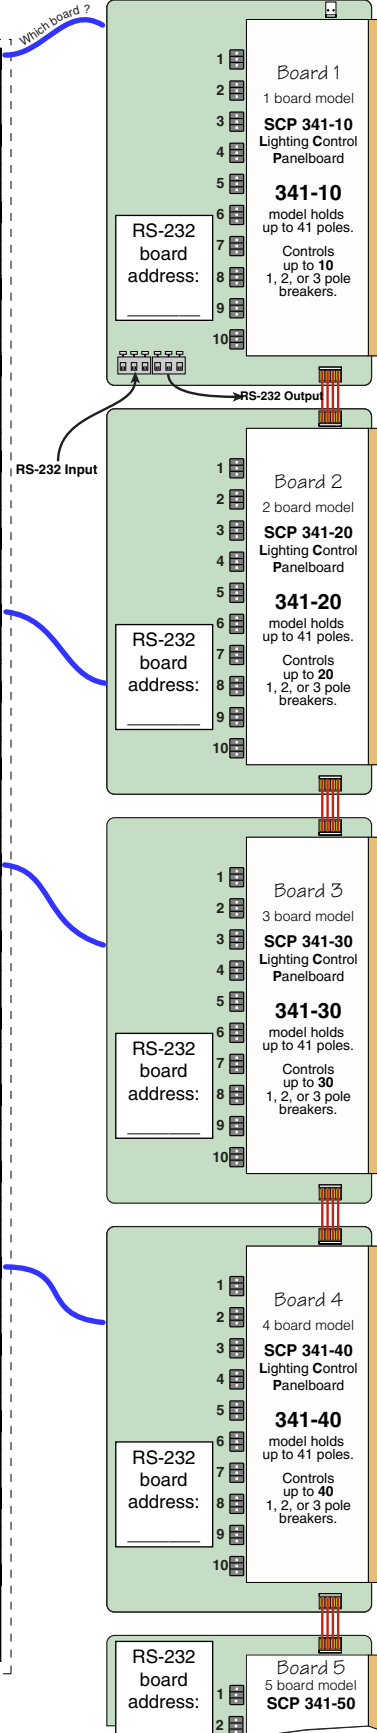 Which board ?
Board 1
1 board model
SCP 341-10
Lighting Control
Panelboard
341-10
model holds
up to 41 poles.
Controls
up to 10
1, 2, or 3 pole
breakers.
1
2
3
4
5
6
7
8
9
10
RS-232
board
address:
_______
RS-232 Output
RS-232 Input
Board 2
2 board model
SCP 341-20
Lighting Control
Panelboard
341-20
model holds
up to 41 poles.
Controls
up to 20
1, 2, or 3 pole
breakers.
1
2
3
4
5
6
7
8
9
10
RS-232
board
address:
_______
Board 3
3 board model
SCP 341-30
Lighting Control
Panelboard
341-30
model holds
up to 41 poles.
Controls
up to 30
1, 2, or 3 pole
breakers.
1
2
3
4
5
6
7
8
9
10
RS-232
board
address:
_______
Board 4
4 board model
SCP 341-40
Lighting Control
Panelboard
341-40
model holds
up to 41 poles.
Controls
up to 40
1, 2, or 3 pole
breakers.
1
2
3
4
5
6
7
8
9
10
RS-232
board
address:
_______
Board 5
5 board model
SCP 341-50
RS-232
board
address:
1
2